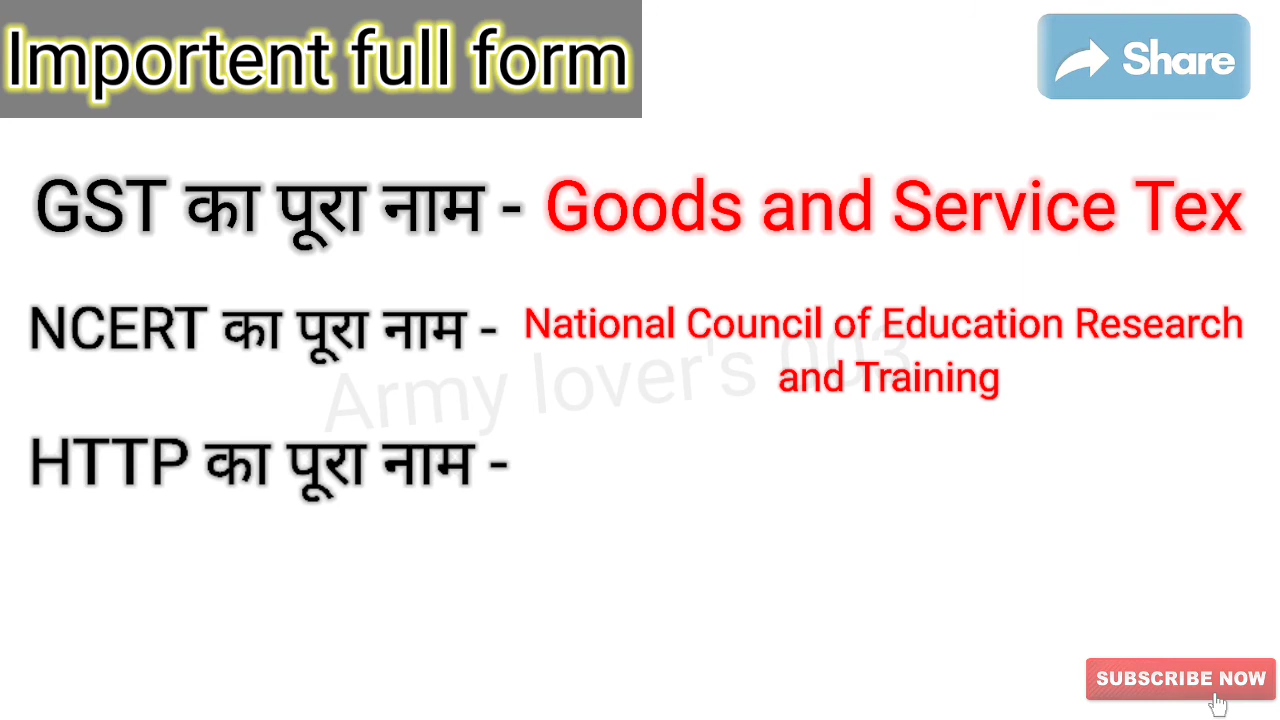 Importent full form
Share
GST का पूरा नाम - Goods and Service Tex
NCERT का पूरा नाम - National Council of Education Research
and Training
Army lover's 003
HTTP का पूरा नाम -
SUBSCRIBE NOW